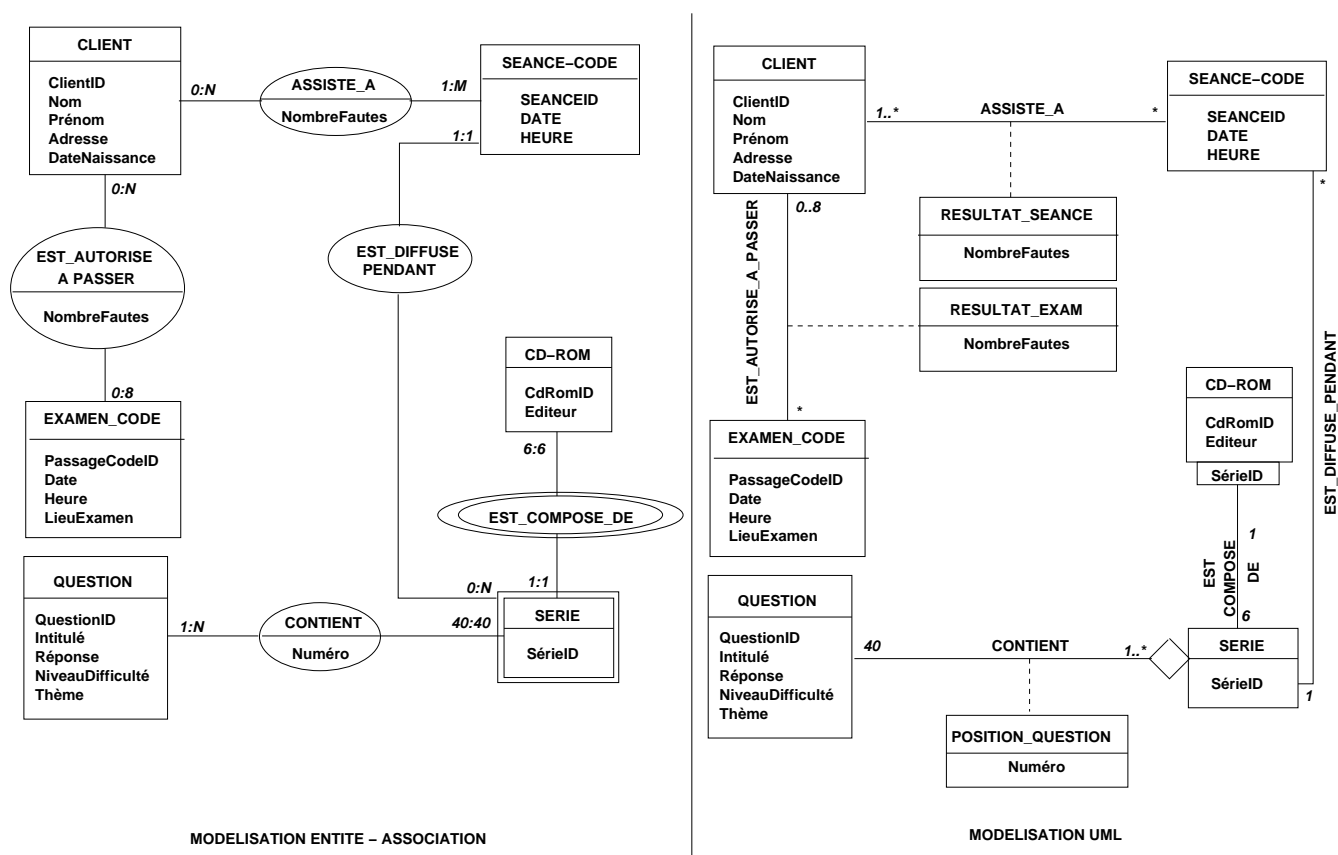 CLIENT
ClientID
Nom
Prénom
Adresse
DateNaissance
0:N
ASSISTE_A
NombreFautes
1:M
SEANCE–CODE
SEANCEID
DATE
HEURE
1:1
0:N
EST_AUTORISE
A PASSER
NombreFautes
EST_DIFFUSE
PENDANT
0:8
EXAMEN_CODE
PassageCodeID
Date
Heure
LieuExamen
CD–ROM
CdRomID
Editeur
6:6
EST_COMPOSE_DE
1:1
0:N
QUESTION
QuestionID
Intitulé
Réponse
NiveauDifficulté
Thème
1:N
CONTIENT
Numéro
40:40
SERIE
SérieID
MODELISATION ENTITE – ASSOCIATION
CLIENT
ClientID
Nom
Prénom
Adresse
DateNaissance
1..*
ASSISTE_A
*
SEANCE–CODE
SEANCEID
DATE
HEURE
*
0..8
EST_AUTORISE_A_PASSER
RESULTAT_SEANCE
NombreFautes
RESULTAT_EXAM
NombreFautes
EST_DIFFUSE_PENDANT
*
EXAMEN_CODE
PassageCodeID
Date
Heure
LieuExamen
CD–ROM
CdRomID
Editeur
SérieID
1
EST
COMPOSE
DE
6
QUESTION
QuestionID
Intitulé
Réponse
NiveauDifficulté
Thème
40
CONTIENT
1..*
SERIE
SérieID
1
POSITION_QUESTION
Numéro
MODELISATION UML